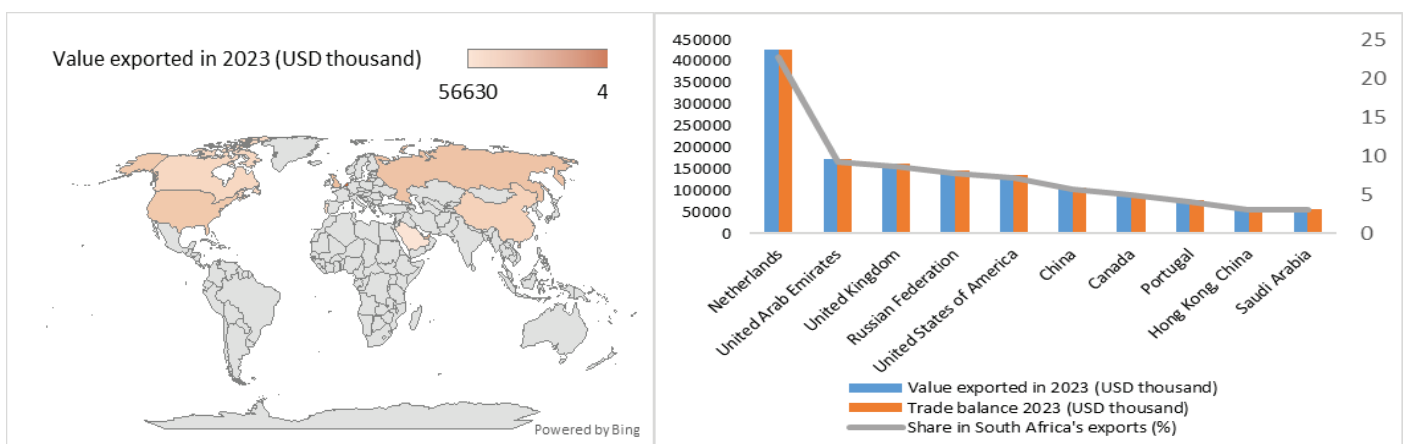 Value exported in 2023 (USD thousand)
56630 4
Powered by Bing
450000
400000
350000
300000
250000
200000
150000
100000
50000
0
25
20
15
10
5
0
Netherlands
United Arab Emirates
United Kingdom
Russian Federation
United States of America
China
Canada
Portugal
Hong Kong, China
Saudi Arabia
Value exported in 2023 (USD thousand)
Trade balance 2023 (USD thousand)
Share in South Africa's exports (%)